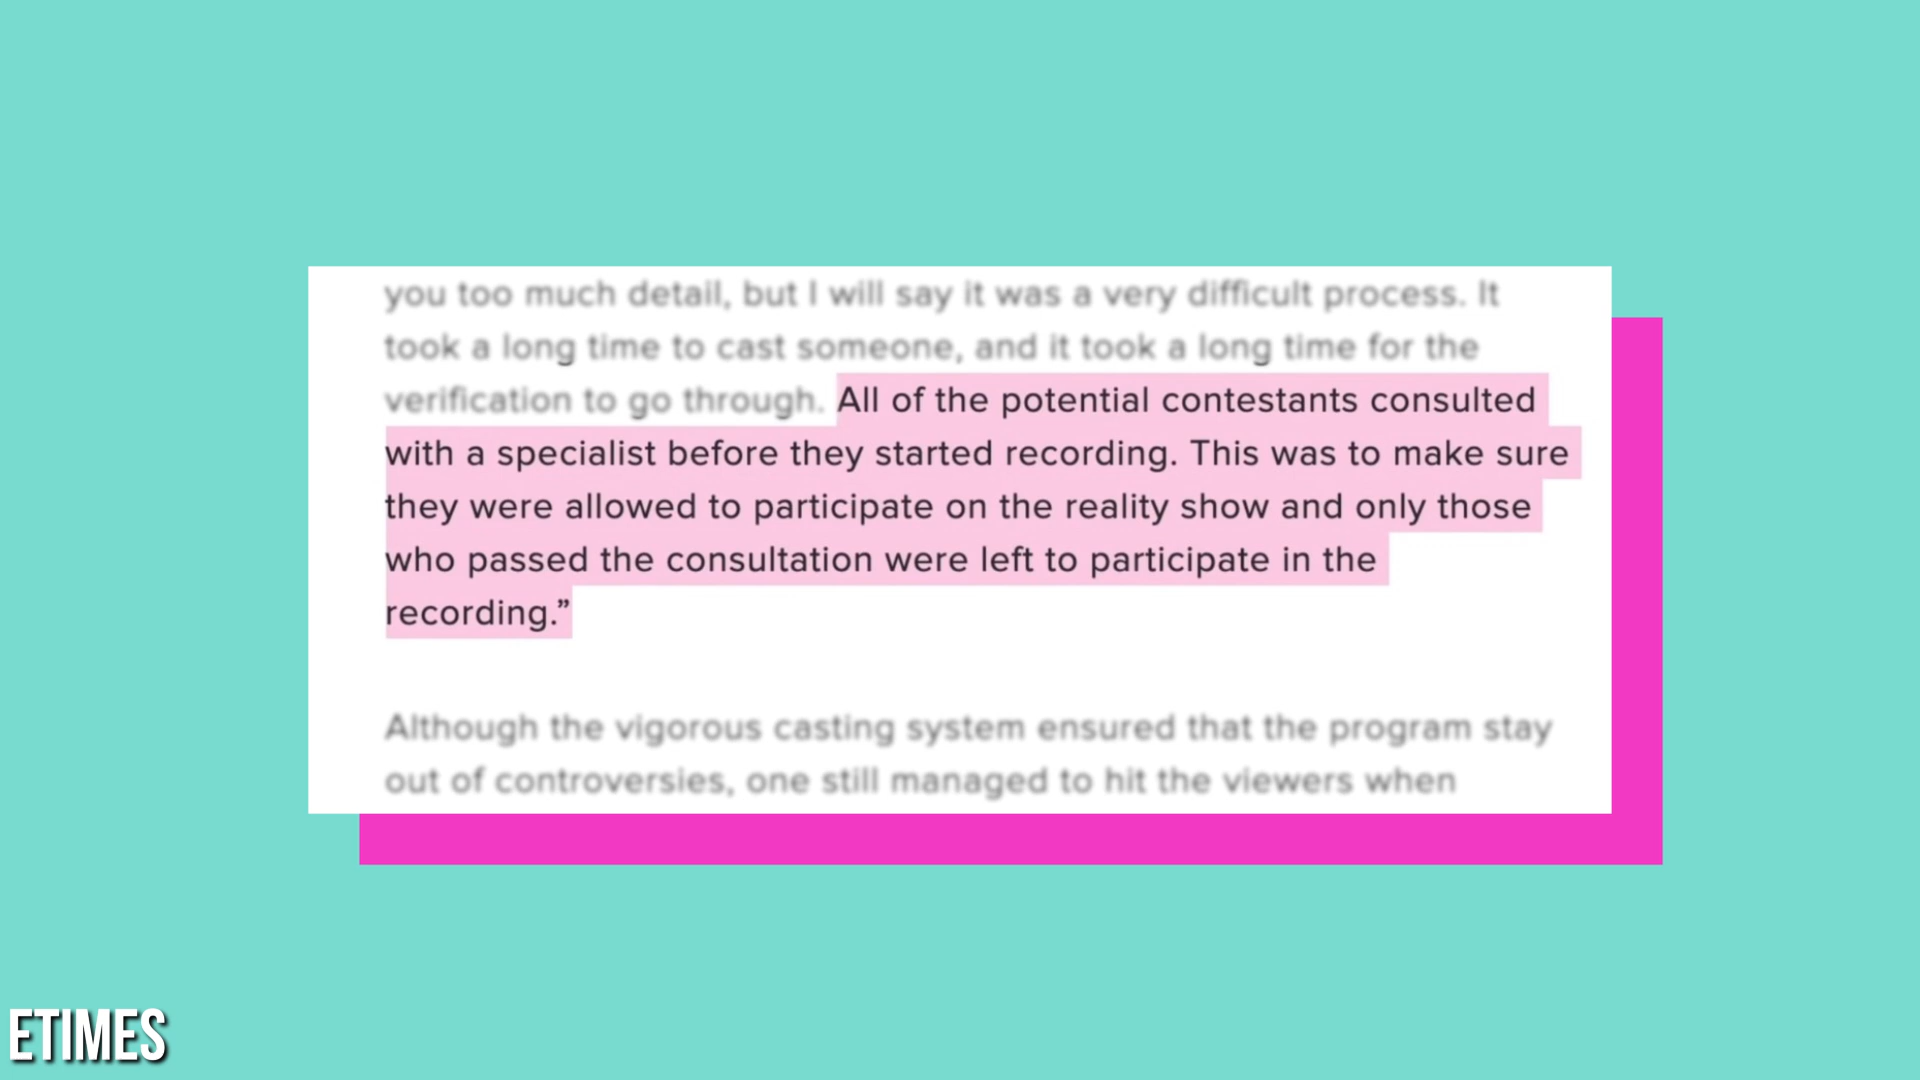 you too much detail, but I will say it was a very difficult process. It
took a long time to cast someone, and it took a long time for the
verification to go through. All of the potential contestants consulted
with a specialist before they started recording. This was to make sure
they were allowed to participate on the reality show and only those
who passed the consultation were left to participate in the
recording.”
Although the vigorous casting system ensured that the program stay
out of controversies, one still managed to hit the viewers when
ETIMES